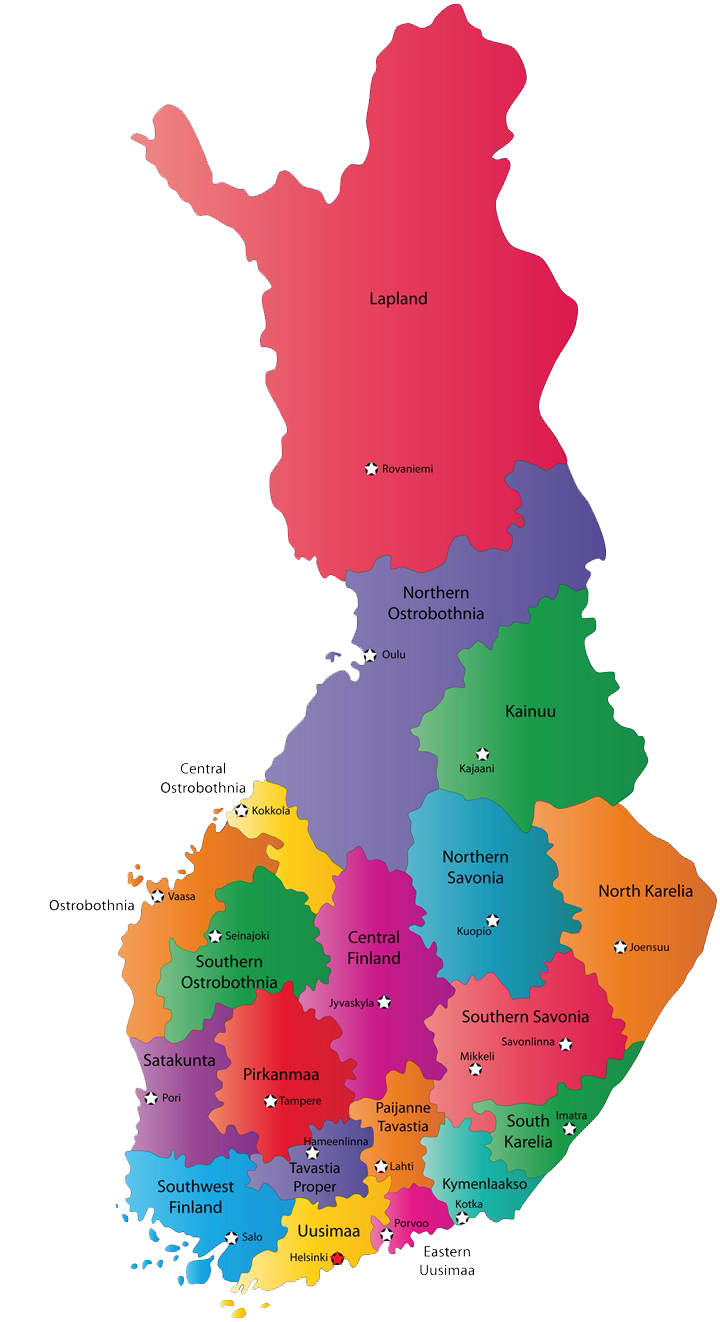 Lapland
Rovaniemi
Northern
Ostrobothnia
Oulu
Kainuu
Kajaani
Central
Ostrobothnia
Kokkola
Northern
Savonia
Kuopio
North Karelia
Joensuu
Ostrobothnia
Vaasa
Seinajoki
Southern
Ostrobothnia
Central
Finland
Jyvaskyla
Southern Savonia
Savonlinna
Mikkeli
Satakunta
Pori
Pirkanmaa
Tampere
Paijanne
Tavastia
Lahti
South
Karelia
Imatra
Hameenlinna
Tavastia
Proper
Kymenlaakso
Kotka
Southwest
Finland
Salo
Uusimaa
Helsinki
Porvoo
Eastern
Uusimaa